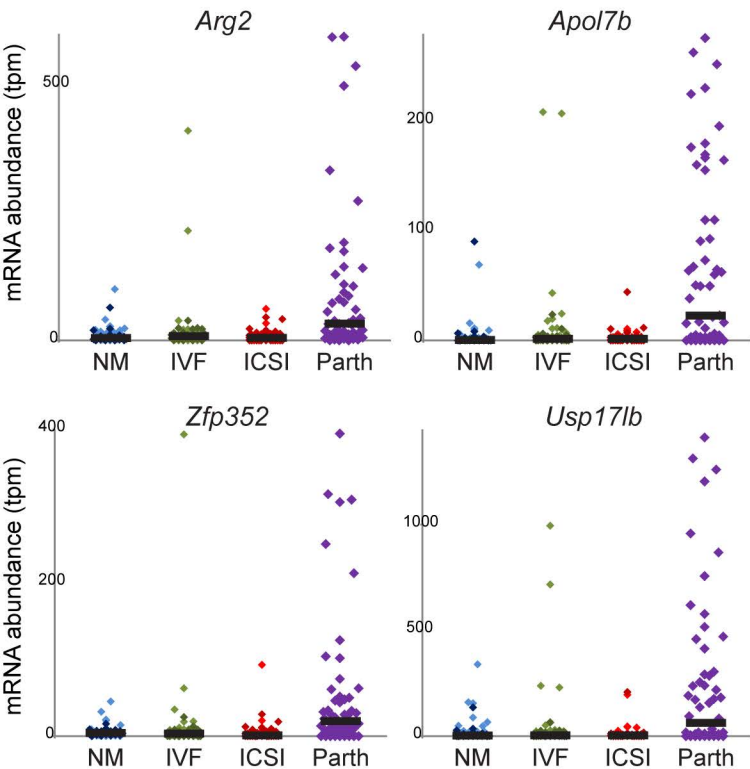 Arg2
mRNA abundance (tpm)
500
0
NM IVF ICSI Parth
Apol7b
200
100
0
NM IVF ICSI Parth
Zfp352
mRNA abundance (tpm)
400
200
0
NM IVF ICSI Parth
Usp17lb
1000
500
0
NM IVF ICSI Parth